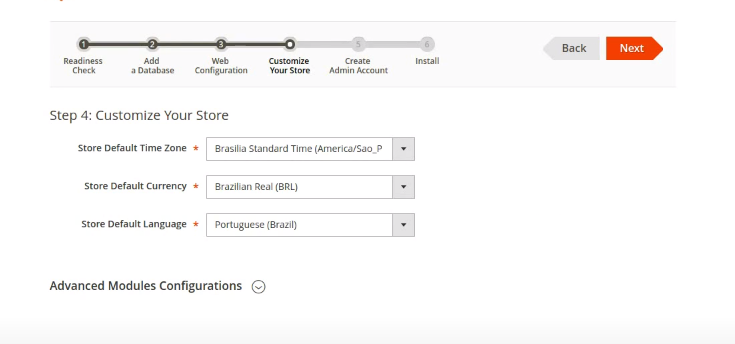 1 2 3 5 6
Readiness Check
Add a Database
Web Configuration
Customize Your Store
Create Admin Account
Install
Back
Next
Step 4: Customize Your Store
Store Default Time Zone * Brasilia Standard Time (America/Sao_P
Store Default Currency * Brazilian Real (BRL)
Store Default Language * Portuguese (Brazil)
Advanced Modules Configurations